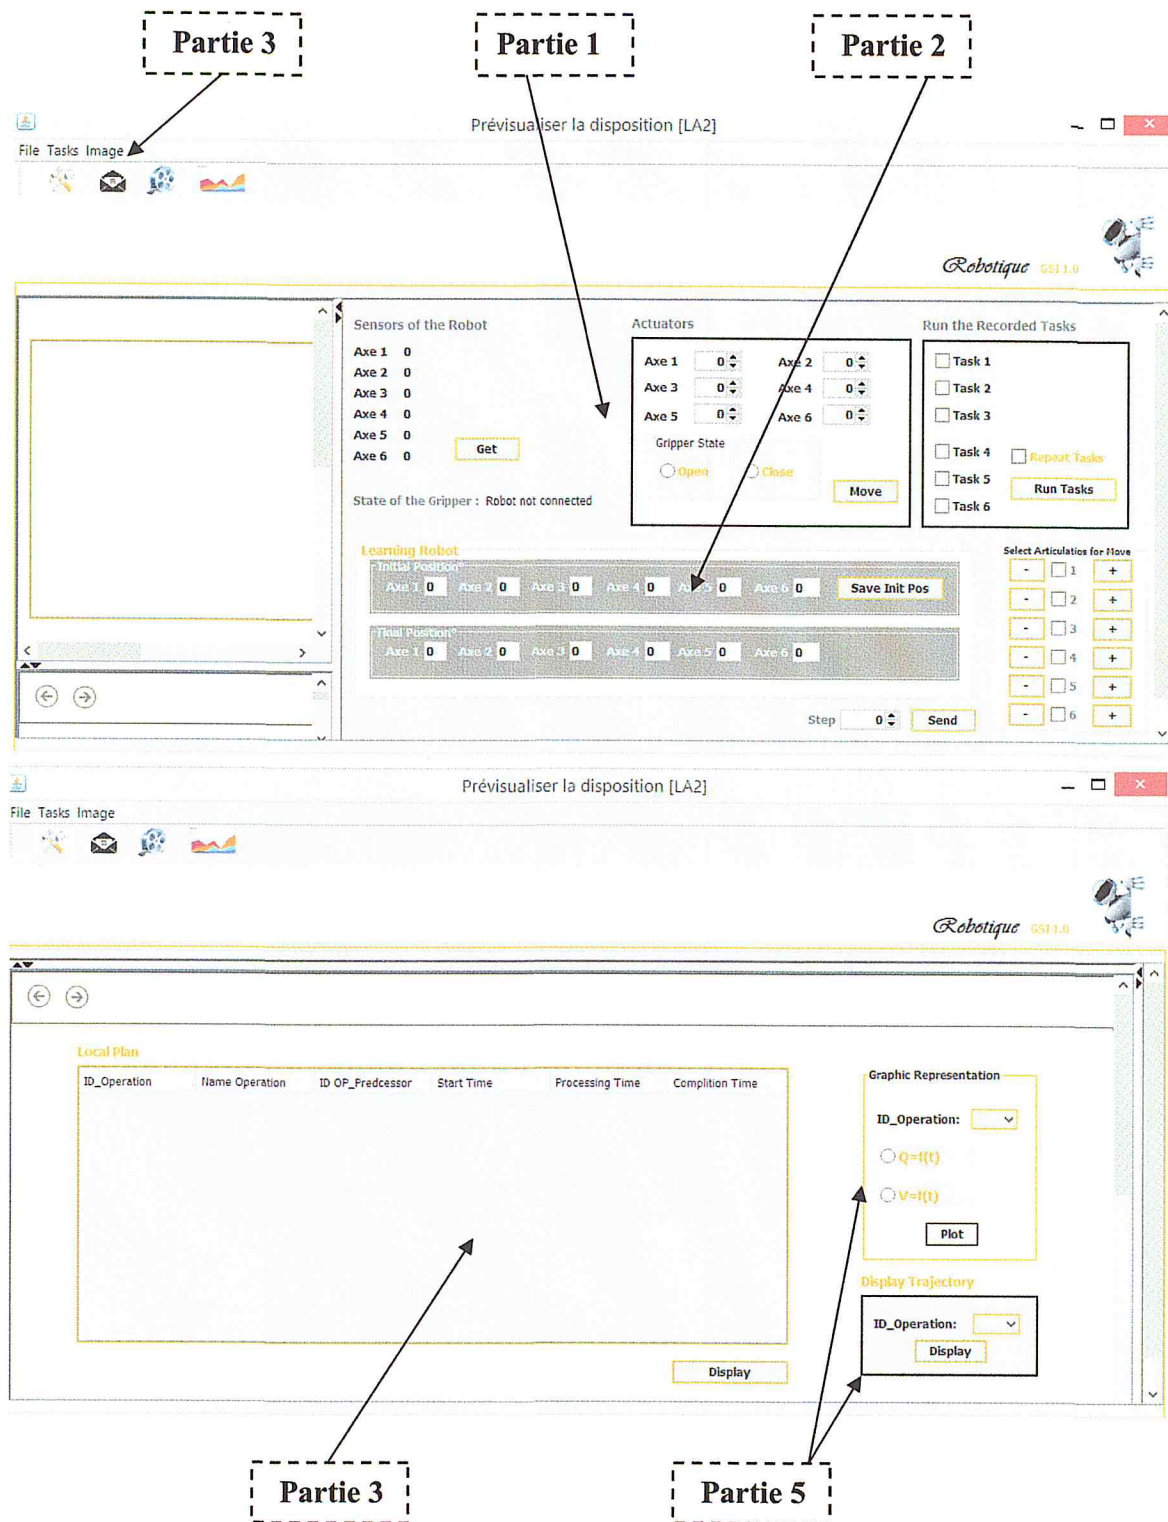 Partie 3 Partie 1 Partie 2
Prévisualiser la disposition [LA2]
File Tasks Image
Robotique GSI 1.0
Sensors of the Robot
Axe 1 0
Axe 2 0
Axe 3 0
Axe 4 0
Axe 5 0
Axe 6 0
Get
State of the Gripper : Robot not connected
Actuators
Axe 1 0 Axe 2 0
Axe 3 0 Axe 4 0
Axe 5 0 Axe 6 0
Gripper State
Open Close
Move
Run the Recorded Tasks
Task 1
Task 2
Task 3
Task 4
Task 5
Task 6
Repeat Tasks
Run Tasks
Learning Robot
Initial Position
Axe 1 0 Axe 2 0 Axe 3 0 Axe 4 0 Axe 5 0 Axe 6 0 Save Init Pos
Final Position
Axe 1 0 Axe 2 0 Axe 3 0 Axe 4 0 Axe 5 0 Axe 6 0
Select Articulatios for Move
- 1 +
- 2 +
- 3 +
- 4 +
- 5 +
- 6 +
Step 0 Send
Prévisualiser la disposition [LA2]
File Tasks Image
Robotique GSI 1.0
Local Plan
ID_Operation Name Operation ID OP_Predcessor Start Time Processing Time Complition Time
Display
Graphic Representation
ID_Operation:
Q=f(t)
V=f(t)
Plot
Display Trajectory
ID_Operation:
Display
Partie 3 Partie 5